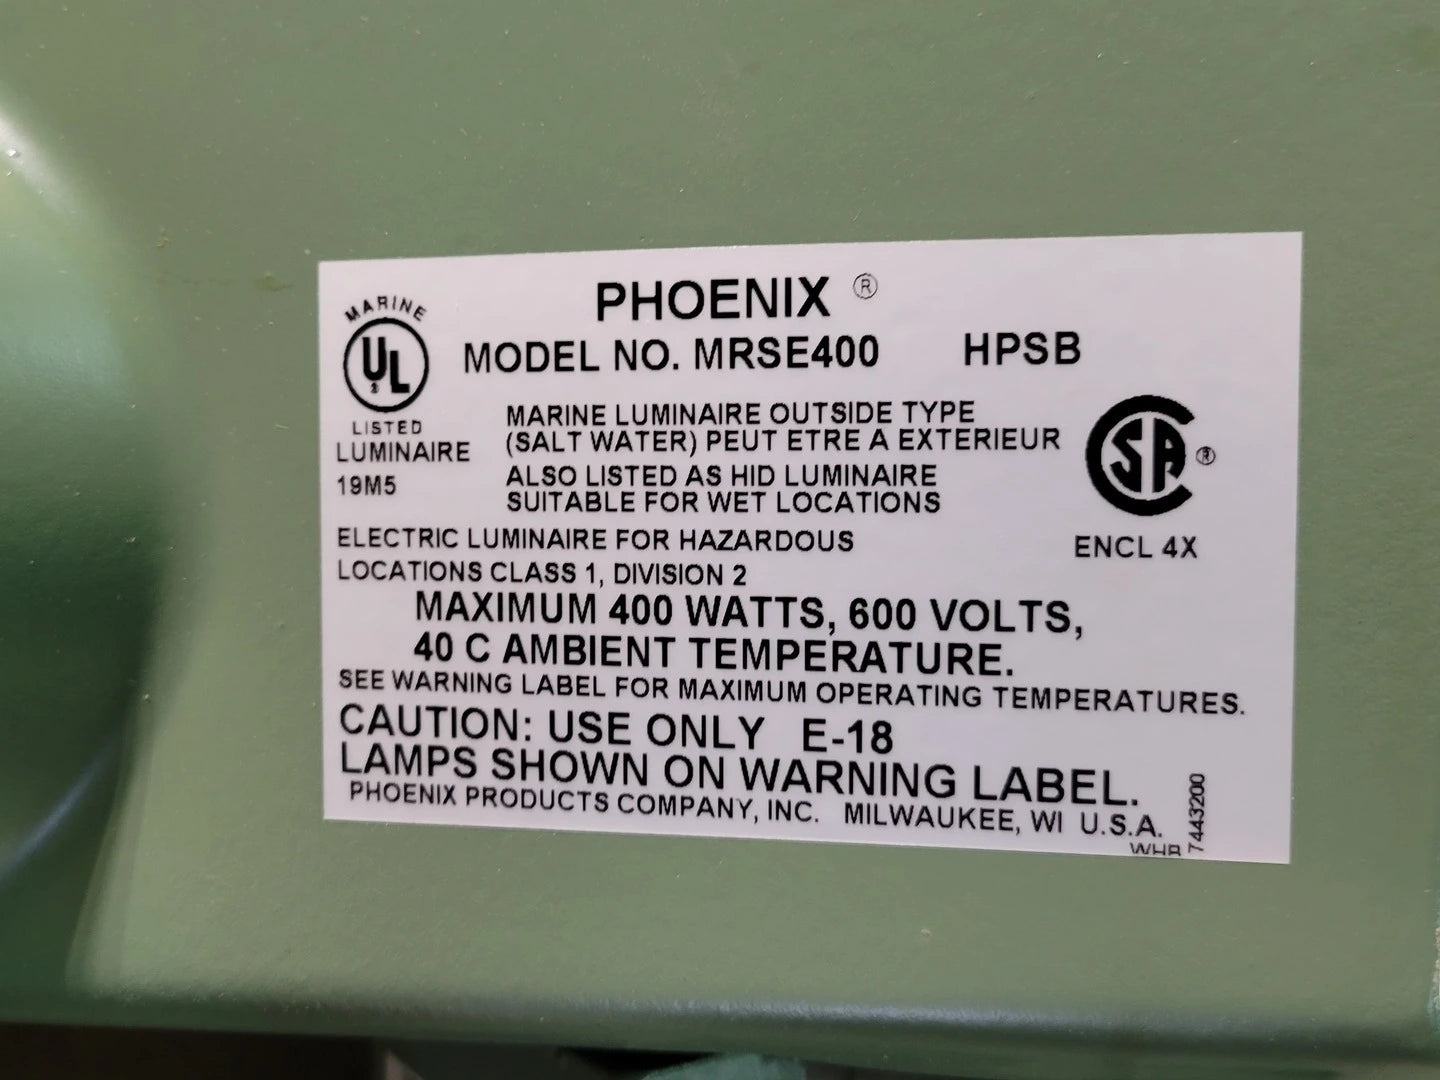 PHOENIX ®
MODEL NO. MRSE400 HPSB
MARINE
UL
LISTED
LUMINAIRE
19M5
MARINE LUMINAIRE OUTSIDE TYPE
(SALT WATER) PEUT ETRE A EXTERIEUR
ALSO LISTED AS HID LUMINAIRE
SUITABLE FOR WET LOCATIONS
SA ®
ENCL 4X
ELECTRIC LUMINAIRE FOR HAZARDOUS
LOCATIONS CLASS 1, DIVISION 2
MAXIMUM 400 WATTS, 600 VOLTS,
40 C AMBIENT TEMPERATURE.
SEE WARNING LABEL FOR MAXIMUM OPERATING TEMPERATURES.
CAUTION: USE ONLY E-18
LAMPS SHOWN ON WARNING LABEL.
PHOENIX PRODUCTS COMPANY, INC. MILWAUKEE, WI U.S.A.
7443200